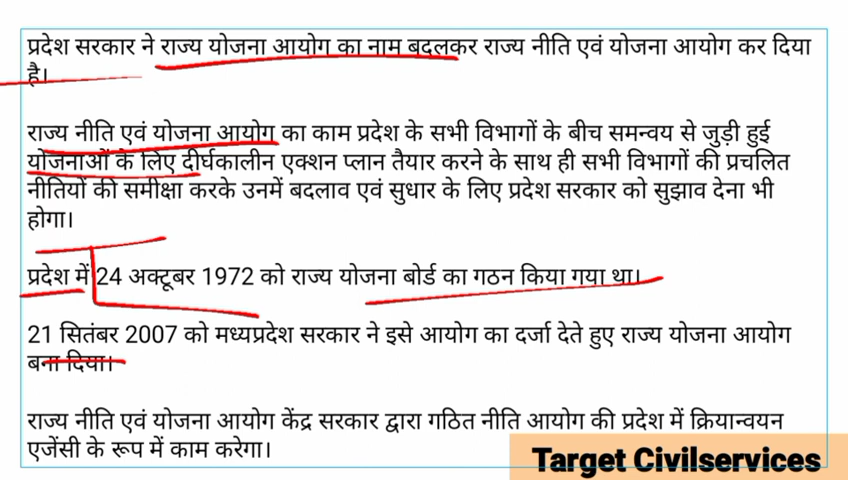 प्रदेश सरकार ने राज्य योजना आयोग का नाम बदलकर राज्य नीति एवं योजना आयोग कर दिया
है।
राज्य नीति एवं योजना आयोग का काम प्रदेश के सभी विभागों के बीच समन्वय से जुड़ी हुई
योजनाओं के लिए दीर्घकालीन एक्शन प्लान तैयार करने के साथ ही सभी विभागों की प्रचलित
नीतियों की समीक्षा करके उनमें बदलाव एवं सुधार के लिए प्रदेश सरकार को सुझाव देना भी
होगा।
प्रदेश में 24 अक्टूबर 1972 को राज्य योजना बोर्ड का गठन किया गया था।
21 सितंबर 2007 को मध्यप्रदेश सरकार ने इसे आयोग का दर्जा देते हुए राज्य योजना आयोग
बना दिया।
राज्य नीति एवं योजना आयोग केंद्र सरकार द्वारा गठित नीति आयोग की प्रदेश में क्रियान्वयन
एजेंसी के रूप में काम करेगा।
Target Civilservices